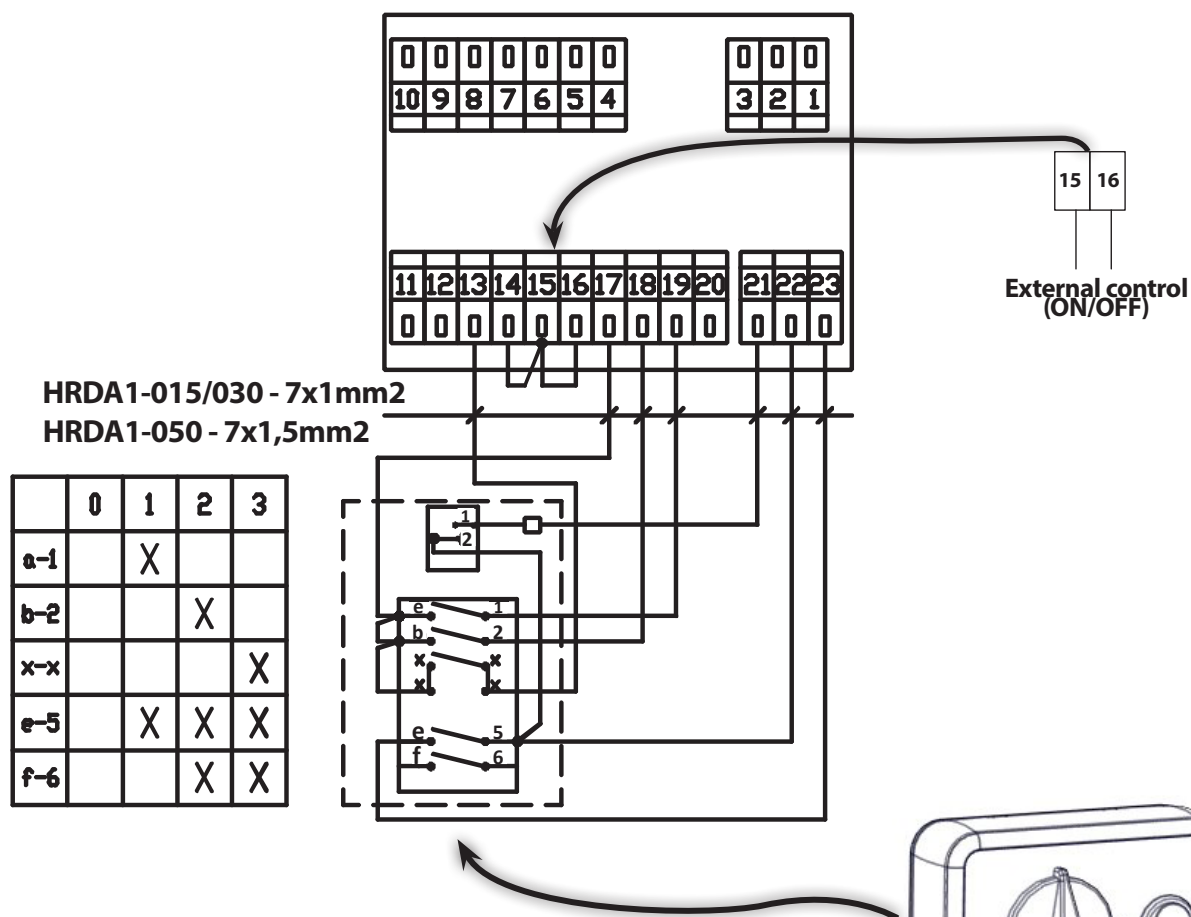 0 0 0 0 0 0 0 0 0 0
10 9 8 7 6 5 4 3 2 1
15 16
External control
(ON/OFF)
11 12 13 14 15 16 17 18 19 20 21 22 23
0 0 0 0 0 0 0 0 0 0 0 0 0
HRDA1-015/030 - 7x1mm2
HRDA1-050 - 7x1,5mm2
0 1 2 3
a-1 X
b-2 X
x-x X
e-5 X X X
f-6 X X
1
2
e 1
b 2
x x
x x
e 5
f 6